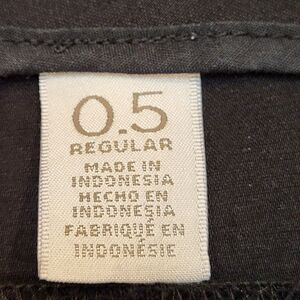 0.5
REGULAR
MADE IN
INDONESIA
HECHO EN
INDONESIA
FABRIQUÉ EN
INDONÉSIE